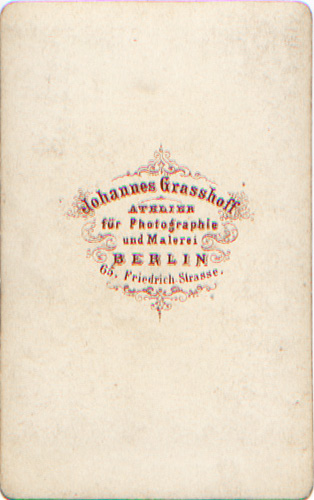 Johannes Grasshoff
ATELIER
für Photographie
und Malerei
BERLIN
65. Friedrich-Strasse.